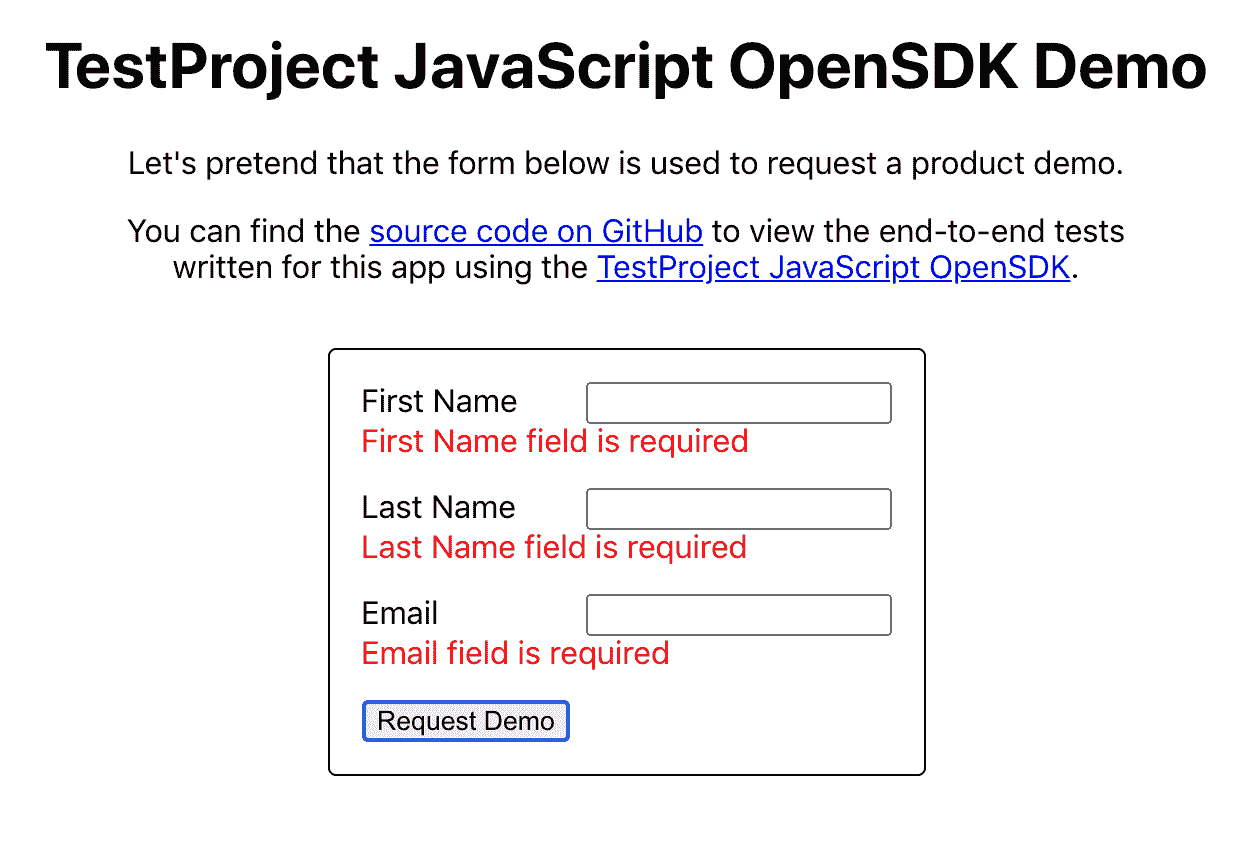 TestProject JavaScript OpenSDK Demo
Let's pretend that the form below is used to request a product demo.
You can find the source code on GitHub to view the end-to-end tests
written for this app using the TestProject JavaScript OpenSDK.
First Name
First Name field is required
Last Name
Last Name field is required
Email
Email field is required
Request Demo